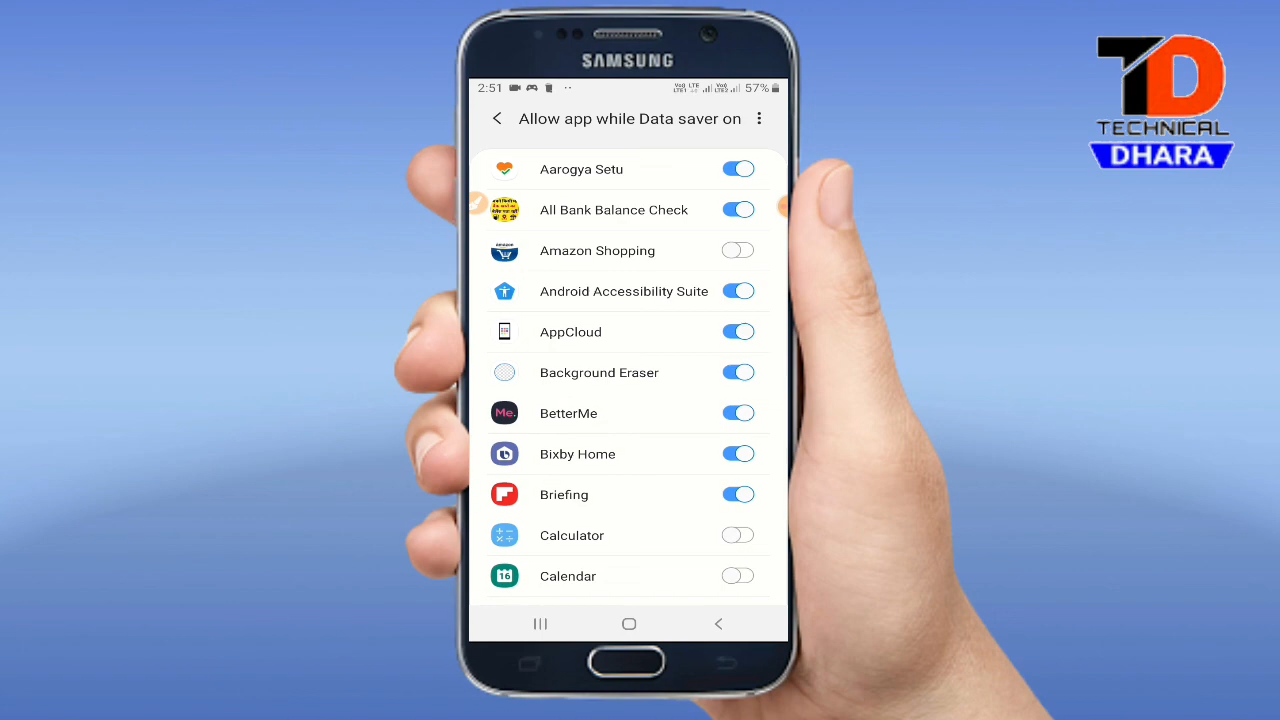 SAMSUNG
2:51
57%
Allow app while Data saver on
Aarogya Setu
All Bank Balance Check
amazon
Amazon Shopping
Android Accessibility Suite
AppCloud
Background Eraser
Me.
BetterMe
Bixby Home
Briefing
Calculator
16
Calendar
TD
TECHNICAL
DHARA